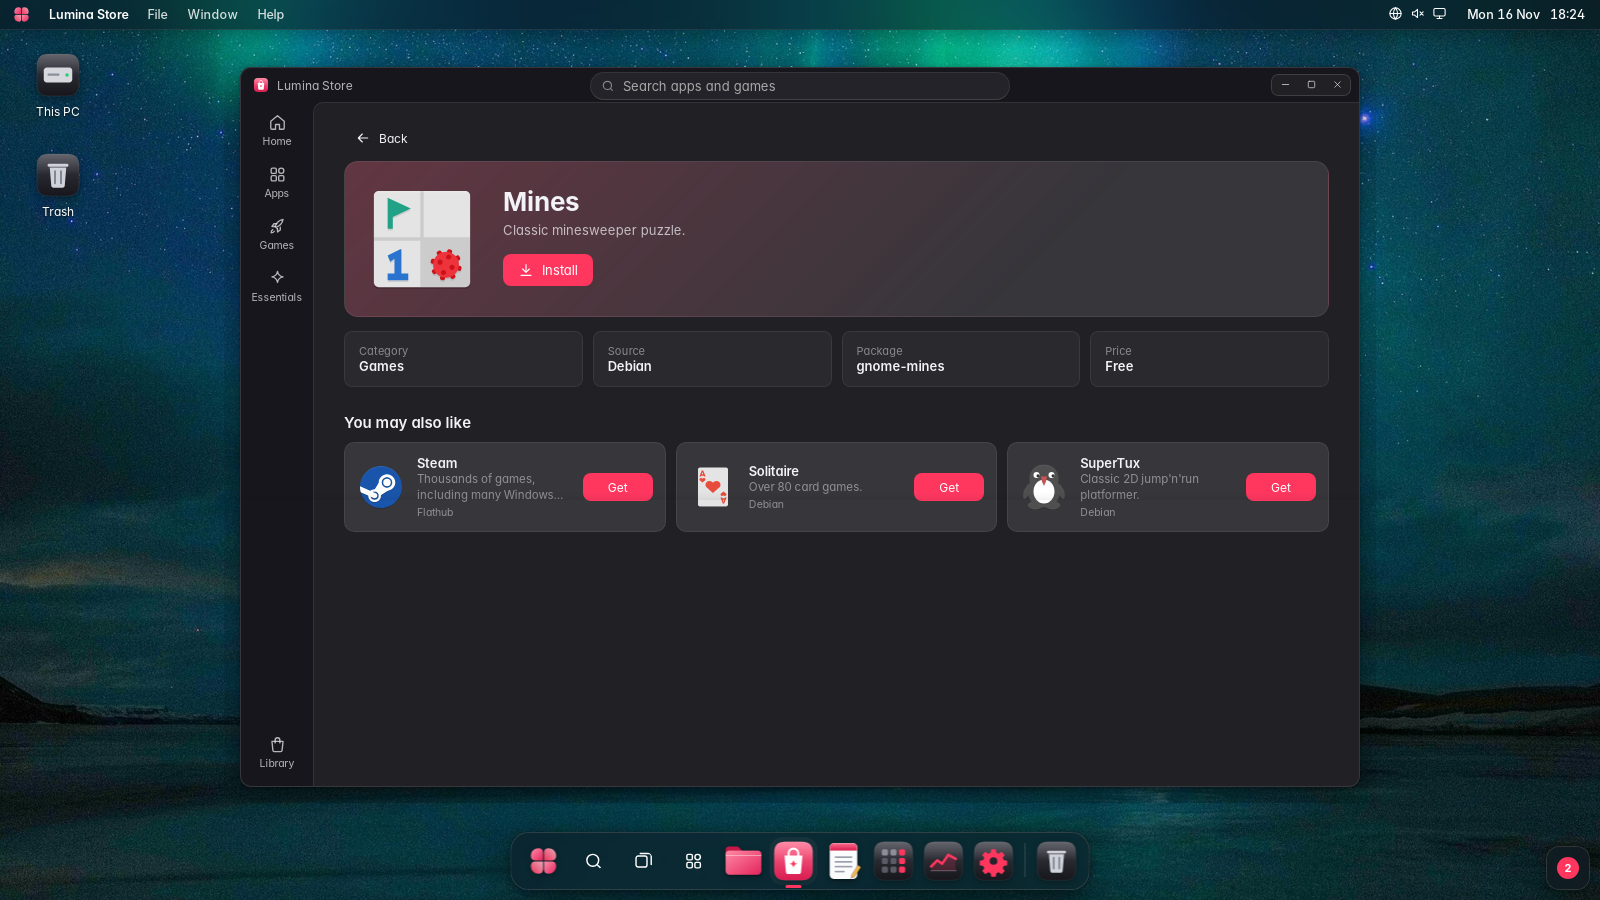 Lumina Store File Window Help
Mon 16 Nov 18:24
This PC
Trash
Lumina Store
Search apps and games
Home
Apps
Games
Essentials
Library
Back
Mines
Classic minesweeper puzzle.
Install
1
Category
Games
Source
Debian
Package
gnome-mines
Price
Free
You may also like
Steam
Thousands of games,
including many Windows...
Flathub
Get
A
Solitaire
Over 80 card games.
Debian
Get
SuperTux
Classic 2D jump'n'run
platformer.
Debian
Get
2